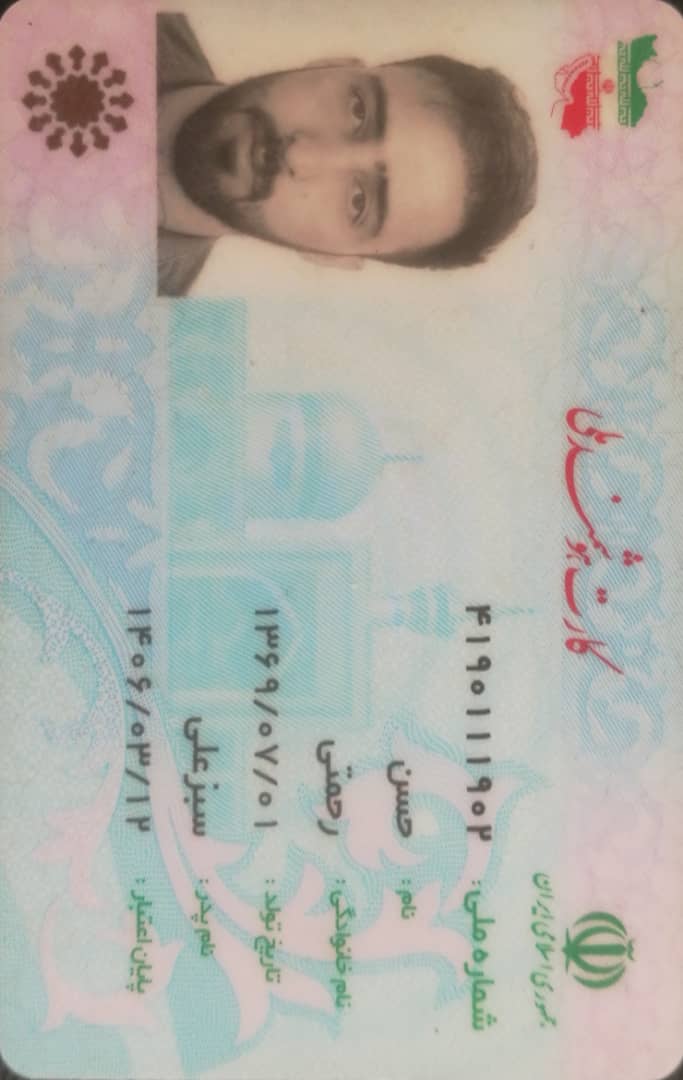 جمهوری اسلامی ایران
کارت هوشمند ملی
شماره ملی: ۴۱۹۰۱۱۱۹۰۲
نام: حسن
نام خانوادگی: رحمتی
تاریخ تولد: ۱۳۶۹/۰۷/۰۱
نام پدر: سبزعلی
پایان اعتبار: ۱۴۰۶/۰۳/۱۲